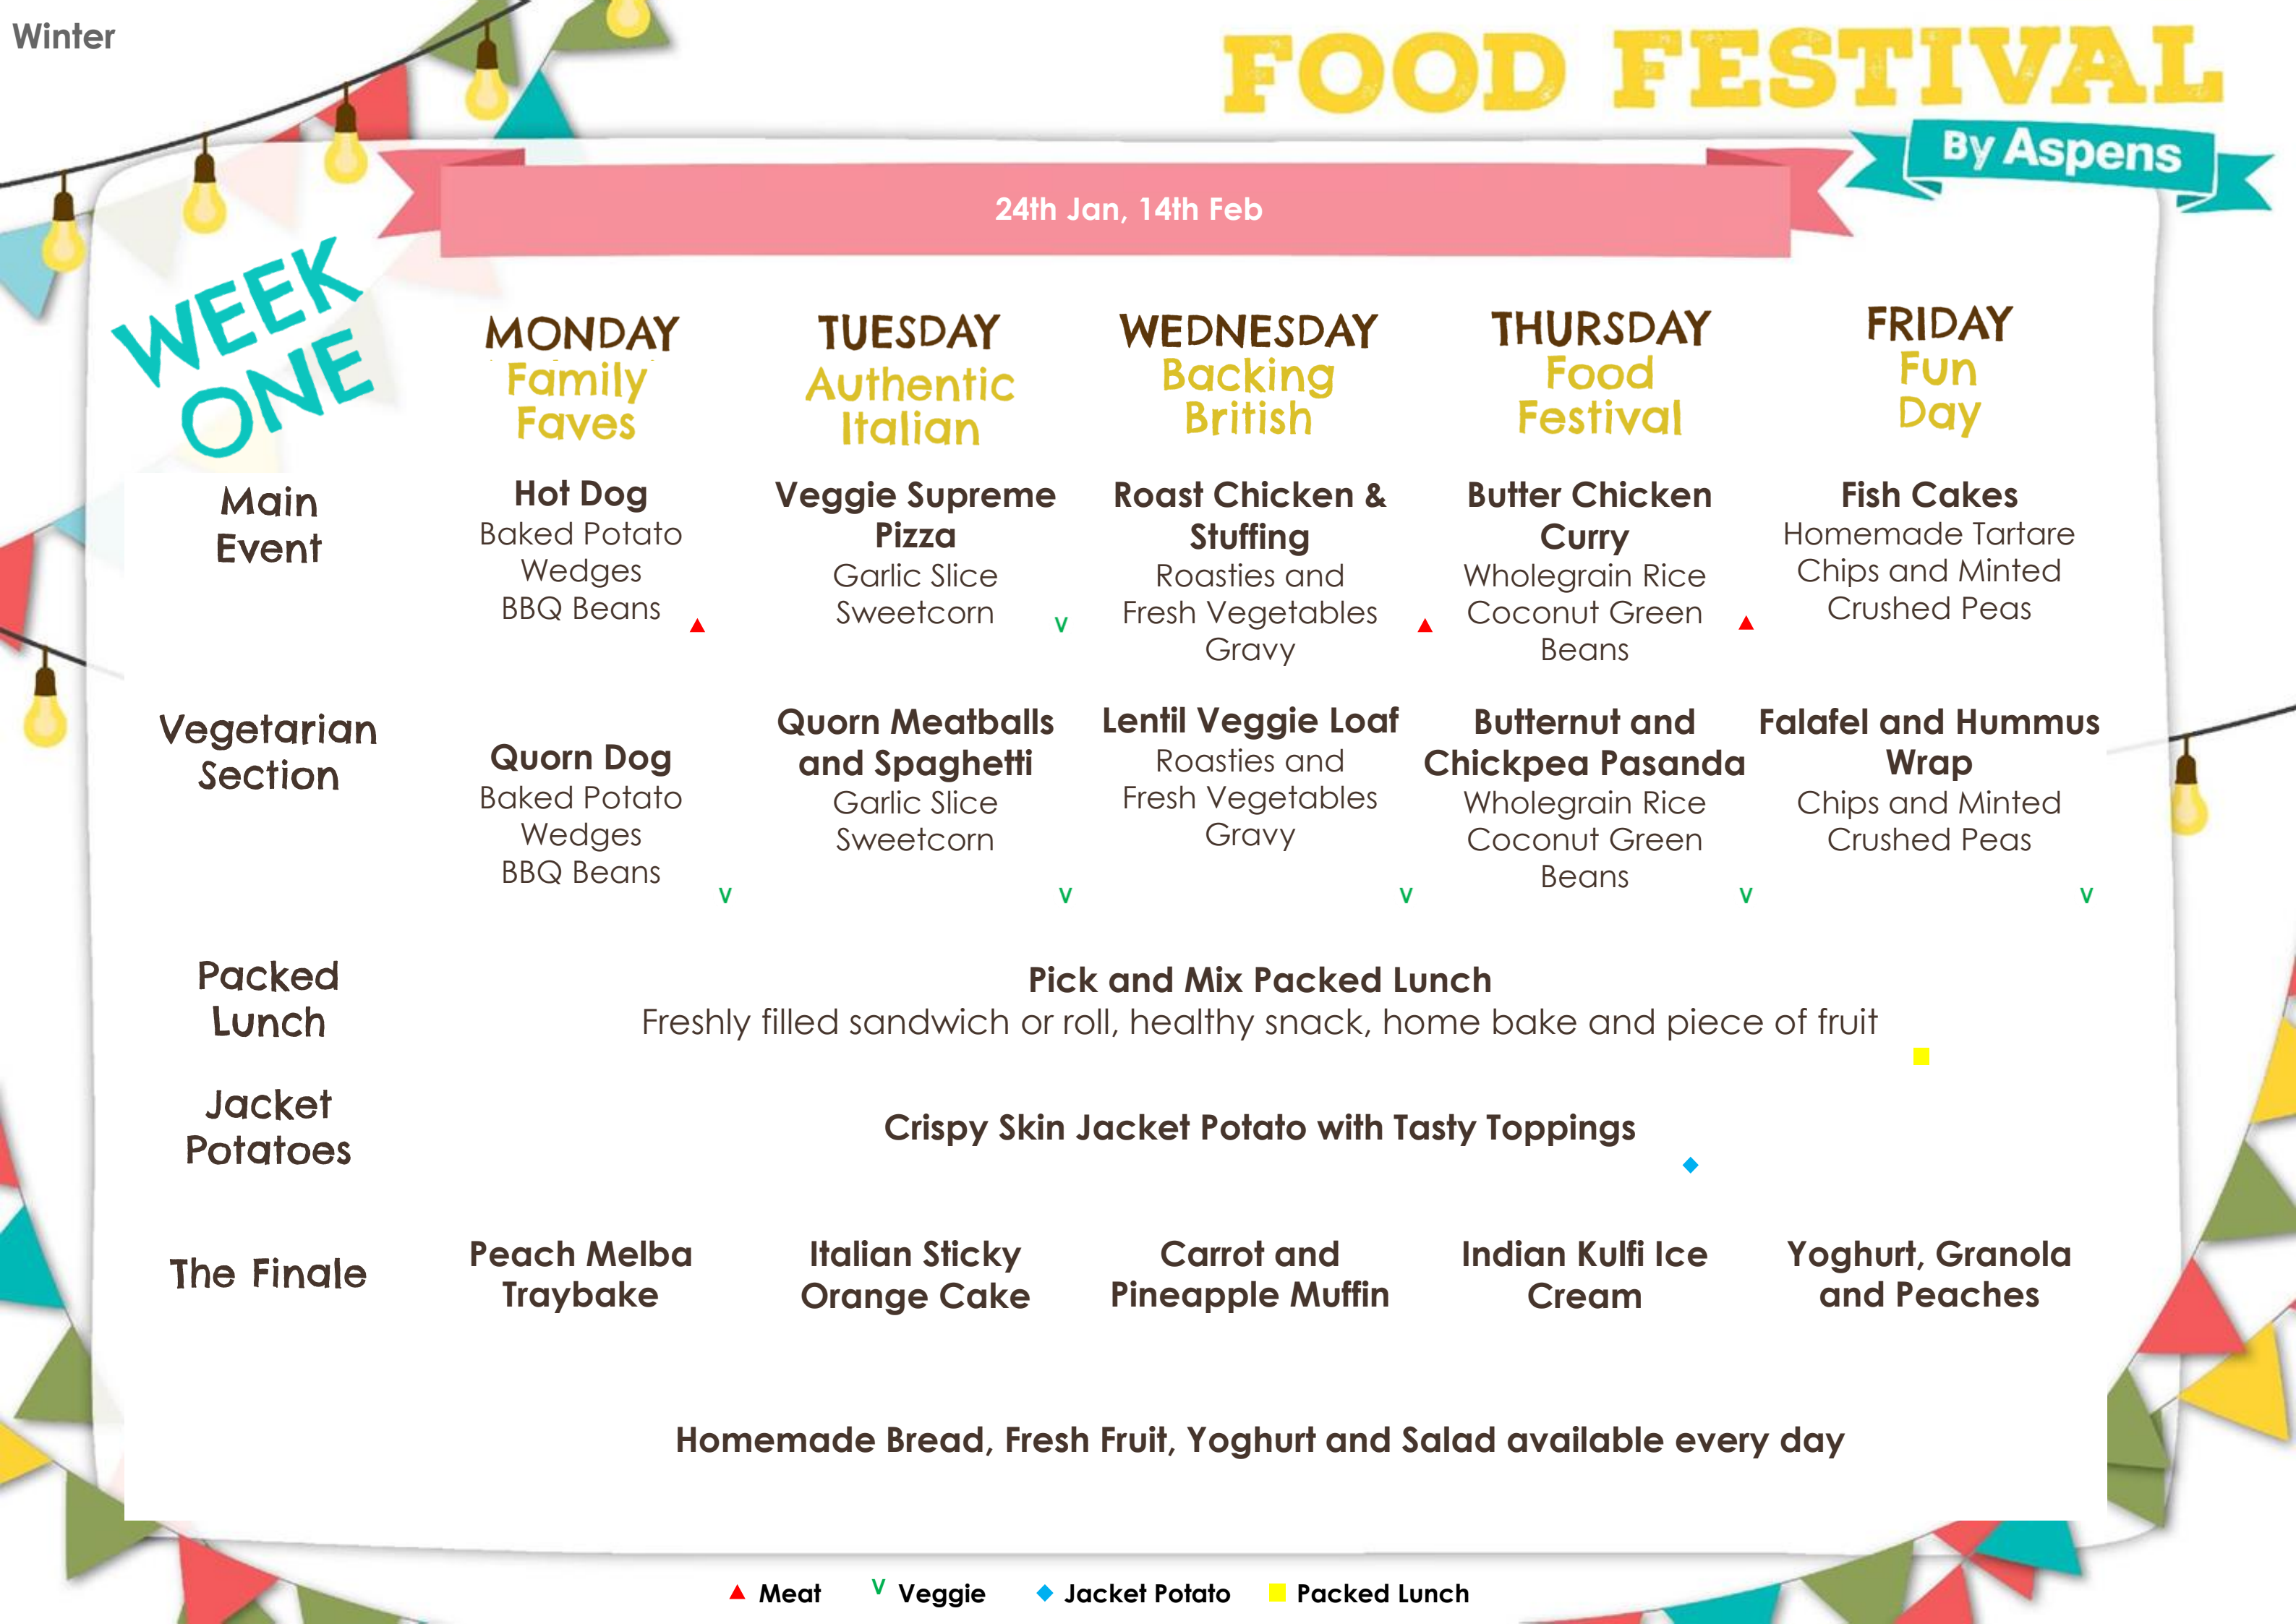 Winter
FOOD FESTIVAL
By Aspens
24th Jan, 14th Feb
WEEK
ONE
MONDAY
Family
Faves
TUESDAY
Authentic
Italian
WEDNESDAY
Backing
British
THURSDAY
Food
Festival
FRIDAY
Fun
Day
Main
Event
Hot Dog
Baked Potato
Wedges
BBQ Beans
Veggie Supreme
Pizza
Garlic Slice
Sweetcorn
V
Roast Chicken &
Stuffing
Roasties and
Fresh Vegetables
Gravy
Butter Chicken
Curry
Wholegrain Rice
Coconut Green
Beans
Fish Cakes
Homemade Tartare
Chips and Minted
Crushed Peas
Vegetarian
Section
Quorn Dog
Baked Potato
Wedges
BBQ Beans
V
Quorn Meatballs
and Spaghetti
Garlic Slice
Sweetcorn
V
Lentil Veggie Loaf
Roasties and
Fresh Vegetables
Gravy
V
Butternut and
Chickpea Pasanda
Wholegrain Rice
Coconut Green
Beans
V
Falafel and Hummus
Wrap
Chips and Minted
Crushed Peas
V
Packed
Lunch
Pick and Mix Packed Lunch
Freshly filled sandwich or roll, healthy snack, home bake and piece of fruit
Jacket
Potatoes
Crispy Skin Jacket Potato with Tasty Toppings
The Finale
Peach Melba
Traybake
Italian Sticky
Orange Cake
Carrot and
Pineapple Muffin
Indian Kulfi Ice
Cream
Yoghurt, Granola
and Peaches
Homemade Bread, Fresh Fruit, Yoghurt and Salad available every day
Meat V Veggie Jacket Potato Packed Lunch